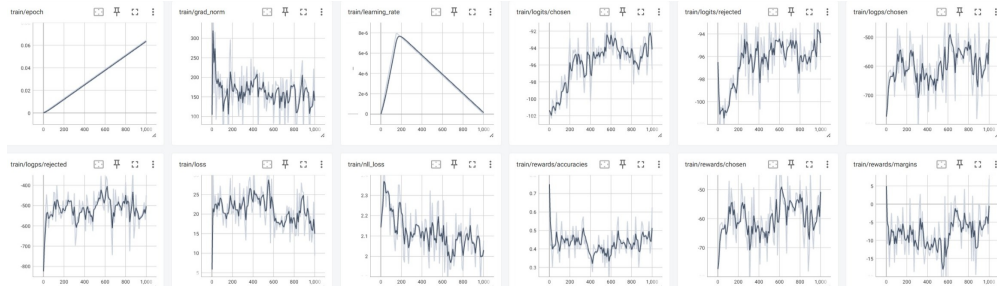 train/epoch
0.06
0.04
0.02
0
0 200 400 600 800 1,000
train/grad_norm
300
250
200
150
100
0 200 400 600 800 1,000
train/learning_rate
8e-6
6e-6
4e-6
2e-6
0
0 200 400 600 800 1,000
train/logits/chosen
-92
-94
-96
-98
-100
0 200 400 600 800 1,000
train/logits/rejected
-94
-96
-98
-100
0 200 400 600 800 1,000
train/logps/chosen
-500
-600
-700
0 200 400 600 800 1,000
train/logps/rejected
-400
-500
-600
-700
-800
0 200 400 600 800 1,000
train/loss
25
20
15
10
0 200 400 600 800 1,000
train/nll_loss
2.3
2.2
2.1
2
0 200 400 600 800 1,000
train/rewards/accuracies
0.7
0.6
0.5
0.4
0.3
0 200 400 600 800 1,000
train/rewards/chosen
-60
-70
0 200 400 600 800 1,000
train/rewards/margins
5
0
-5
-10
-15
0 200 400 600 800 1,000